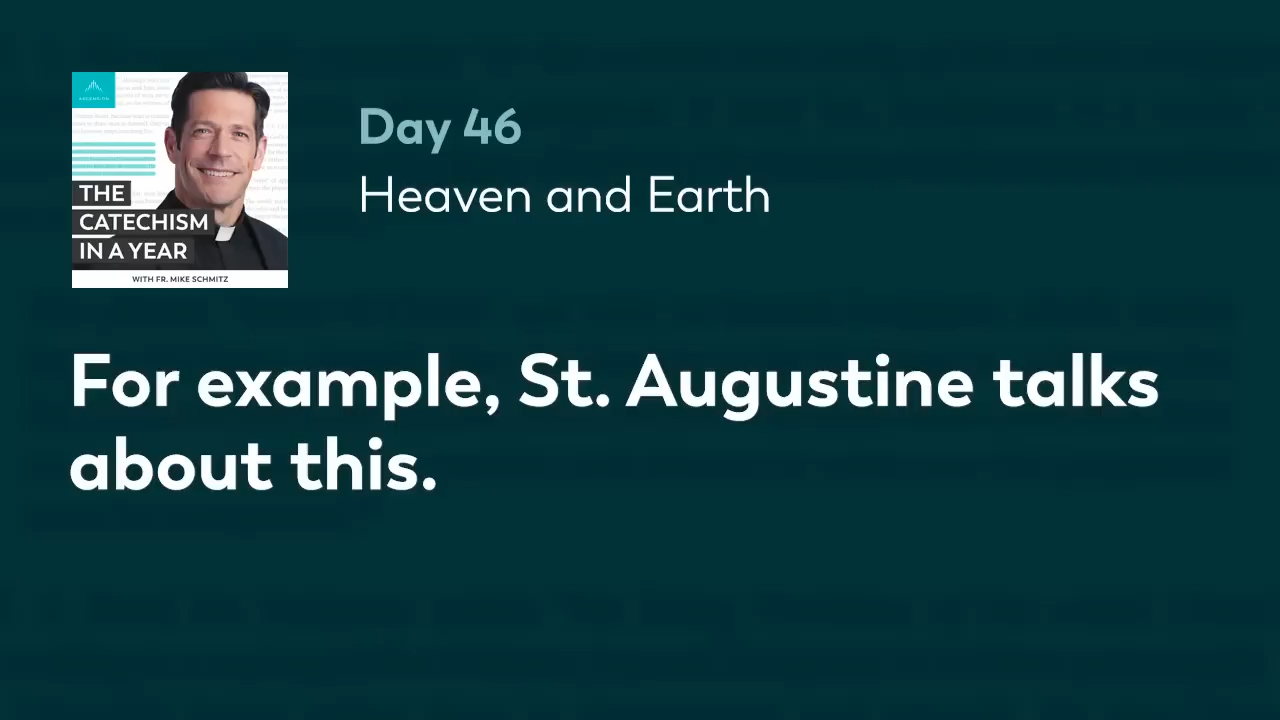 ASCENSION
Day 46
Heaven and Earth
THE
CATECHISM
IN A YEAR
WITH FR. MIKE SCHMITZ
For example, St. Augustine talks
about this.